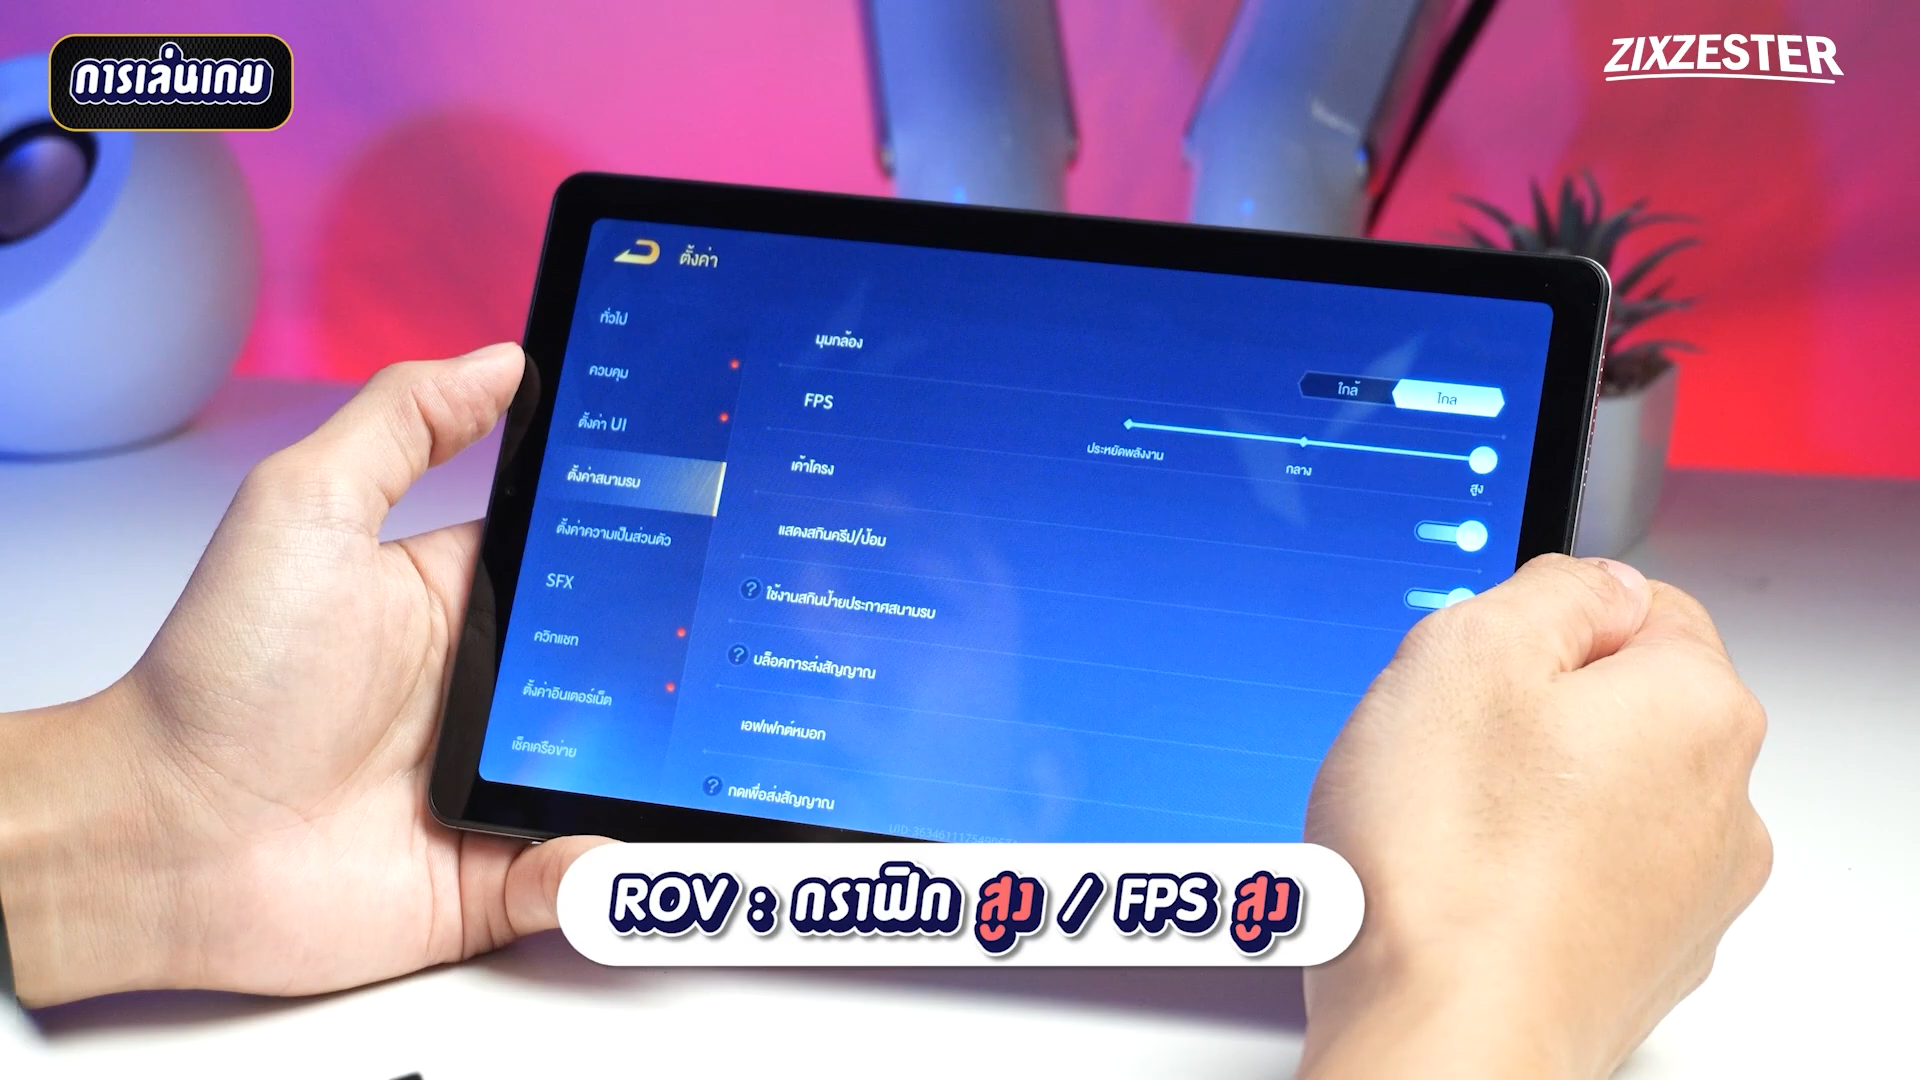 การเล่นเกม
ZIXZESTER
ตั้งค่า
ทั่วไป
ควบคุม
ตั้งค่า UI
ตั้งค่าสนามรบ
ตั้งค่าความเป็นส่วนตัว
SFX
ควิกแชท
ตั้งค่าอินเตอร์เน็ต
เช็คเครือข่าย
มุมกล้อง
ใกล้ ไกล
FPS
ประหยัดพลังงาน กลาง สูง
เค้าโครง
แสดงสกินครีป/ป้อม
? ใช้งานสกินป้ายประกาศสนามรบ
? บล็อคการส่งสัญญาณ
เอฟเฟกต์หมอก
? กดเพื่อส่งสัญญาณ
ROV : กราฟิก สูง / FPS สูง